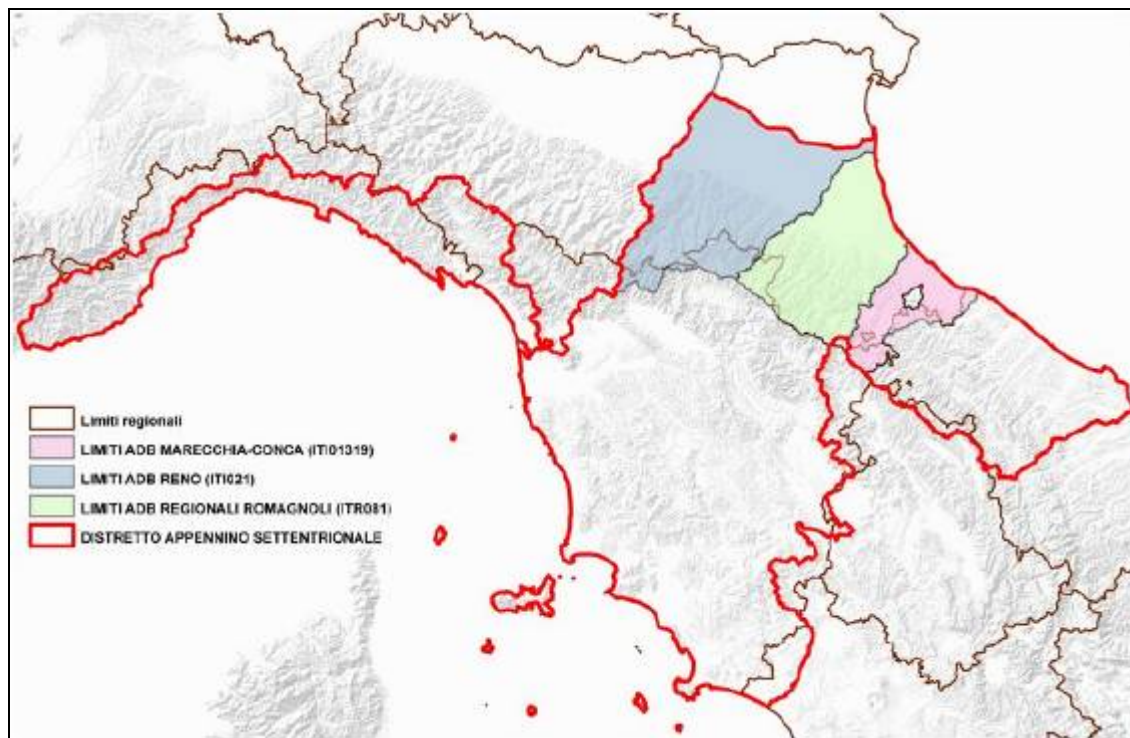 Limiti regionali
LIMITI ADB MARECCHIA-CONCA (ITI01319)
LIMITI ADB RENO (ITI021)
LIMITI ADB REGIONALI ROMAGNOLI (ITR081)
DISTRETTO APPENNINO SETTENTRIONALE